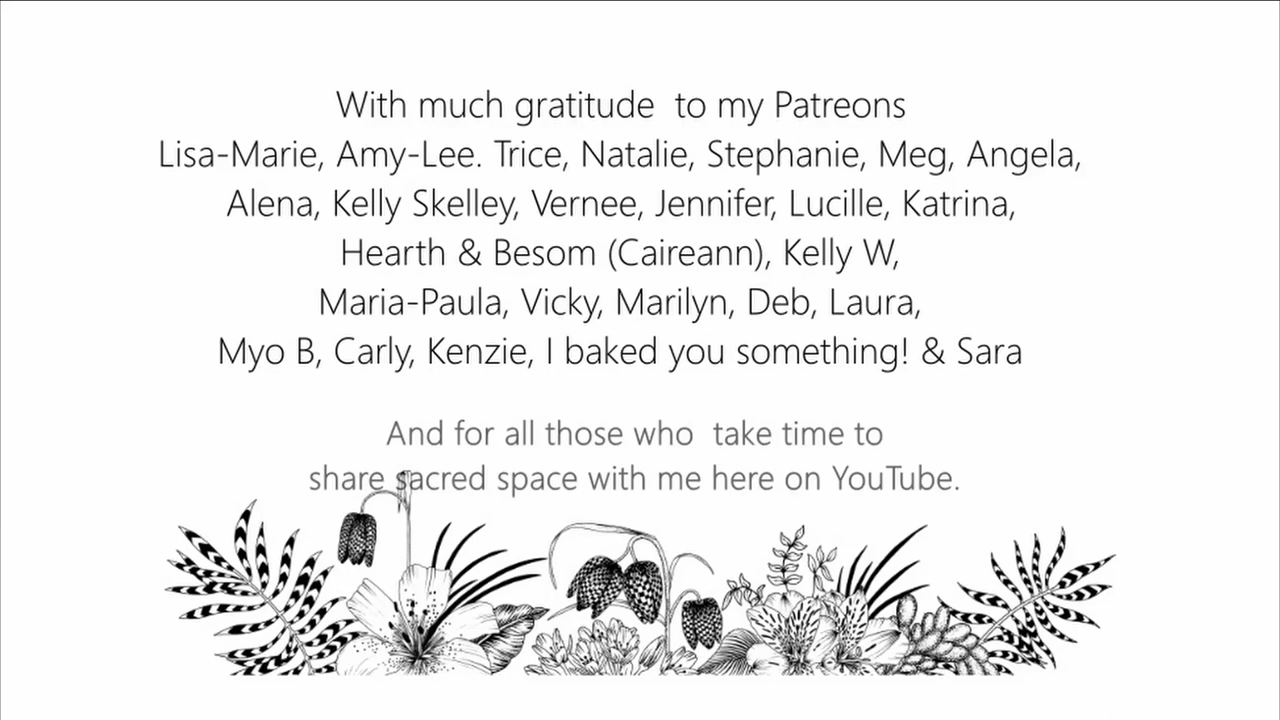 With much gratitude  to my Patreons
Lisa-Marie, Amy-Lee. Trice, Natalie, Stephanie, Meg, Angela,
Alena, Kelly Skelley, Vernee, Jennifer, Lucille, Katrina,
Hearth & Besom (Caireann), Kelly W,
Maria-Paula, Vicky, Marilyn, Deb, Laura,
Myo B, Carly, Kenzie, I baked you something! & Sara
And for all those who  take time to
share sacred space with me here on YouTube.